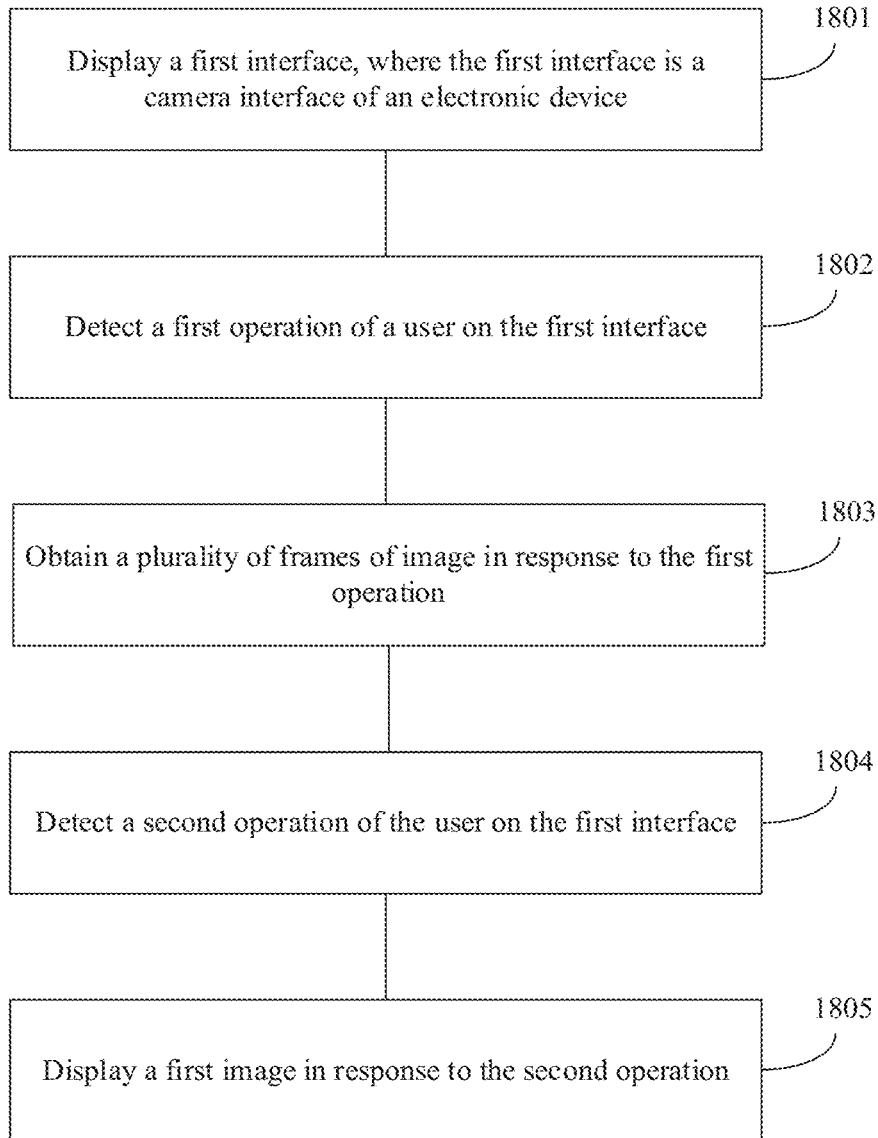 1801
Display a first interface, where the first interface is a
camera interface of an electronic device
1802
Detect a first operation of a user on the first interface
1803
Obtain a plurality of frames of image in response to the first
operation
1804
Detect a second operation of the user on the first interface
1805
Display a first image in response to the second operation